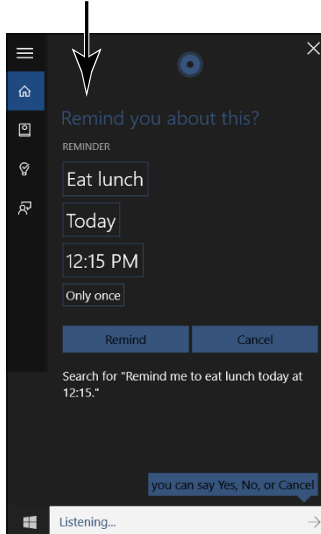 Remind you about this?
REMINDER
Eat lunch
Today
12:15 PM
Only once
Remind Cancel
Search for "Remind me to eat lunch today at
12:15."
you can say Yes, No, or Cancel
Listening...